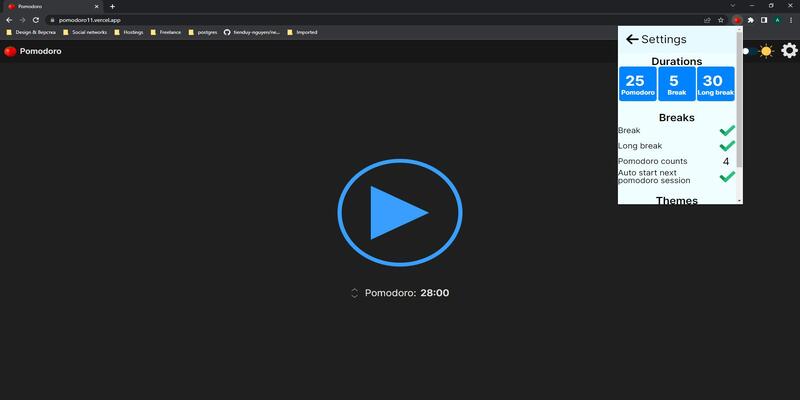 Pomodoro
pomodoro11.vercel.app
A
Design & Верстка
Social networks
Hostings
Freelance
postgres
tienduy-nguyen/ne...
Imported
Pomodoro
Settings
Durations
25 5 30
Pomodoro Break Long break
Breaks
Break
Long break
Pomodoro counts 4
Auto start next
pomodoro session
Themes
Pomodoro: 28:00